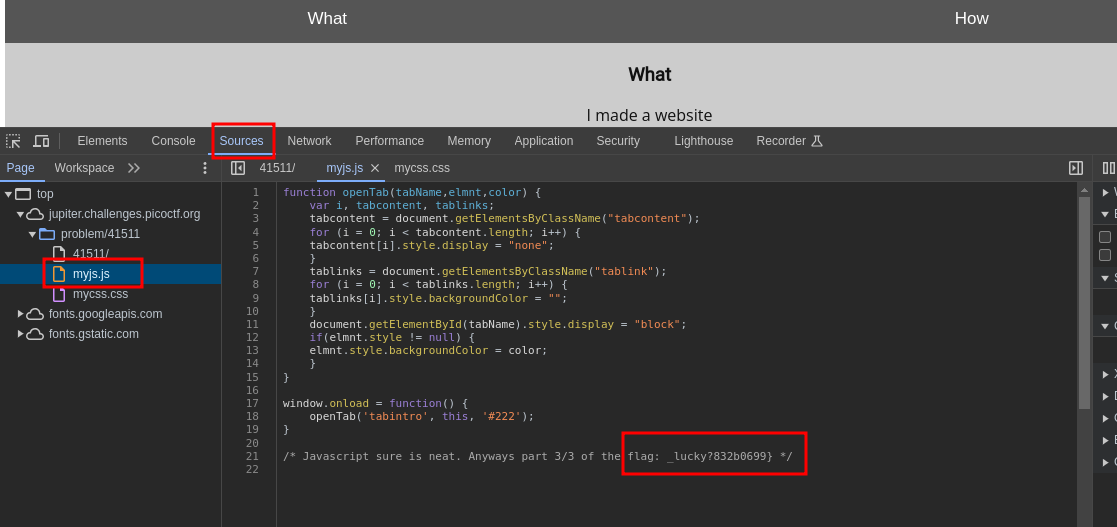 What How
What
I made a website
Elements Console Sources Network Performance Memory Application Security Lighthouse Recorder
Page Workspace 41511/ myjs.js mycss.css
top
jupiter.challenges.picoctf.org
problem/41511
41511/
myjs.js
mycss.css
fonts.googleapis.com
fonts.gstatic.com
1 function openTab(tabName,elmnt,color) {
2 var i, tabcontent, tablinks;
3 tabcontent = document.getElementsByClassName("tabcontent");
4 for (i = 0; i < tabcontent.length; i++) {
5 tabcontent[i].style.display = "none";
6 }
7 tablinks = document.getElementsByClassName("tablink");
8 for (i = 0; i < tablinks.length; i++) {
9 tablinks[i].style.backgroundColor = "";
10 }
11 document.getElementById(tabName).style.display = "block";
12 if(elmnt.style != null) {
13 elmnt.style.backgroundColor = color;
14 }
15 }
16
17 window.onload = function() {
18 openTab('tabintro', this, '#222');
19 }
20
21 /* Javascript sure is neat. Anyways part 3/3 of the flag: _lucky?832b0699} */
22